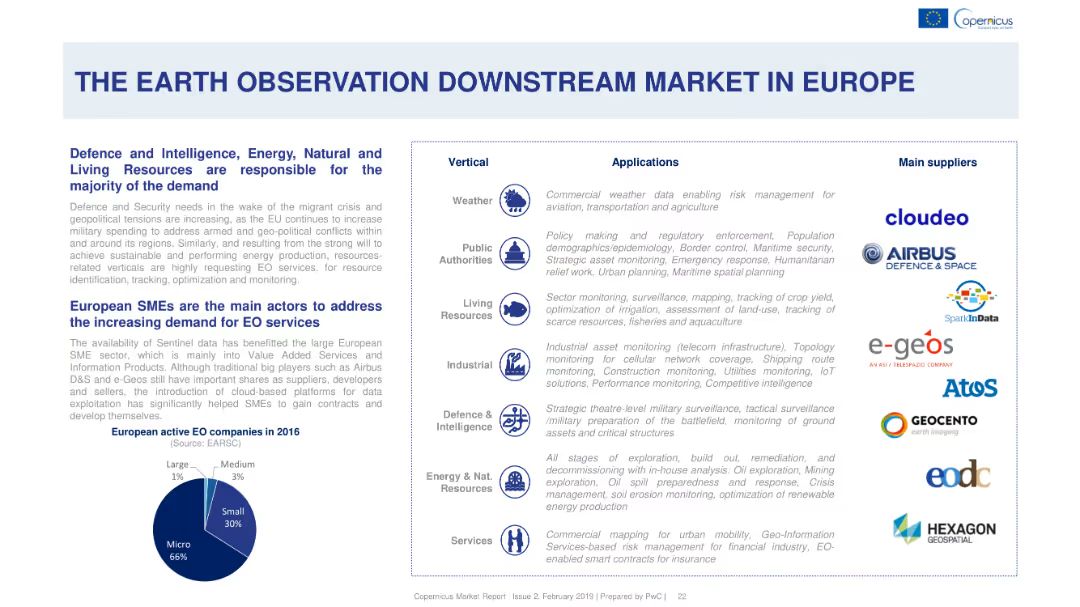 Copernicus
THE EARTH OBSERVATION DOWNSTREAM MARKET IN EUROPE
Defence and Intelligence, Energy, Natural and
Living Resources are responsible for the
majority of the demand
Defence and Security needs in the wake of the migrant crisis and
geopolitical tensions are increasing, as the EU continues to increase
military spending to address armed and geo-political conflicts within
and around its regions. Similarly, and resulting from the strong will to
achieve sustainable and performing energy production, resources-
related verticals are highly requesting EO services. for resource
identification, tracking, optimization and monitoring.
European SMEs are the main actors to address
the increasing demand for EO services
The availability of Sentinel data has benefitted the large European
SME sector, which is mainly into Value Added Services and
Information Products. Although traditional big players such as Airbus
D&S and e-Geos still have important shares as suppliers, developers
and sellers, the introduction of cloud-based platforms for data
exploitation has significantly helped SMEs to gain contracts and
develop themselves.
European active EO companies in 2016
(Source: EARSC)
Large
1%
Medium
3%
Small
30%
Micro
66%
Vertical
Applications
Main suppliers
Weather
Commercial weather data enabling risk management for
aviation, transportation and agriculture
Public
Authorities
Policy making and regulatory enforcement, Population
demographics/epidemiology, Border control, Maritime security,
Strategic asset monitoring, Emergency response, Humanitarian
relief work, Urban planning, Maritime spatial planning
Living
Resources
Sector monitoring, surveillance, mapping, tracking of crop yield,
optimization of irrigation, assessment of land-use, tracking of
scarce resources, fisheries and aquaculture
Industrial
Industrial asset monitoring (telecom infrastructure), Topology
monitoring for cellular network coverage, Shipping route
monitoring, Construction monitoring, Utilities monitoring, IoT
solutions, Performance monitoring, Competitive intelligence
Defence &
Intelligence
Strategic theatre-level military surveillance, tactical surveillance
/military preparation of the battlefield, monitoring of ground
assets and critical structures
Energy & Nat.
Resources
All stages of exploration, build out, remediation, and
decommissioning with in-house analysis. Oil exploration, Mining
exploration, Oil spill preparedness and response, Crisis
management, soil erosion monitoring, optimization of renewable
energy production
Services
Commercial mapping for urban mobility, Geo-Information
Services-based risk management for financial industry, EO-
enabled smart contracts for insurance
cloudeo
AIRBUS
DEFENCE & SPACE
SparkInData
e-geos
AN ASI / TELESPAZIO COMPANY
Atos
GEOCENTO
earth imaging
eodc
HEXAGON
GEOSPATIAL
Copernicus Market Report Issue 2, February 2019 | Prepared by PwC | 22